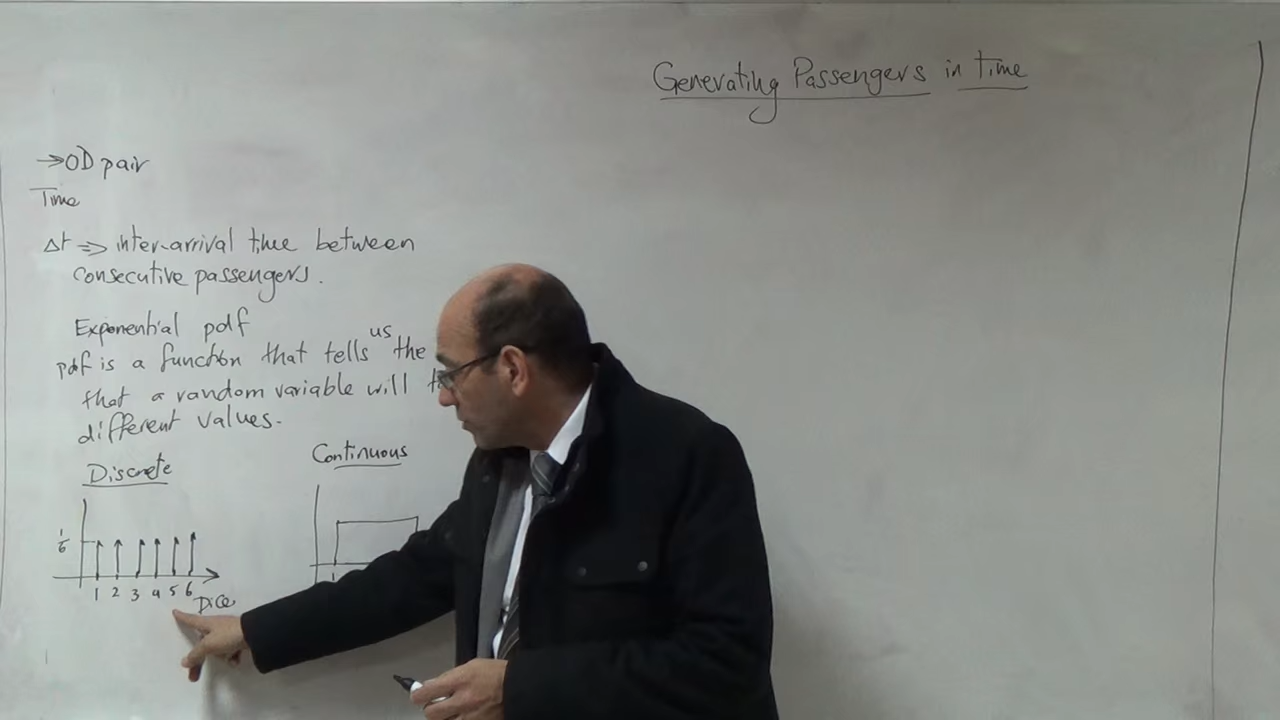 Generating Passengers in time
→OD pair
Time
Δt ⇒ inter-arrival time between
consecutive passengers.
Exponential pdf
us
pdf is a function that tells the
that a random variable will
different values.
Discrete
Continuous
1/6
1 2 3 4 5 6
Dice